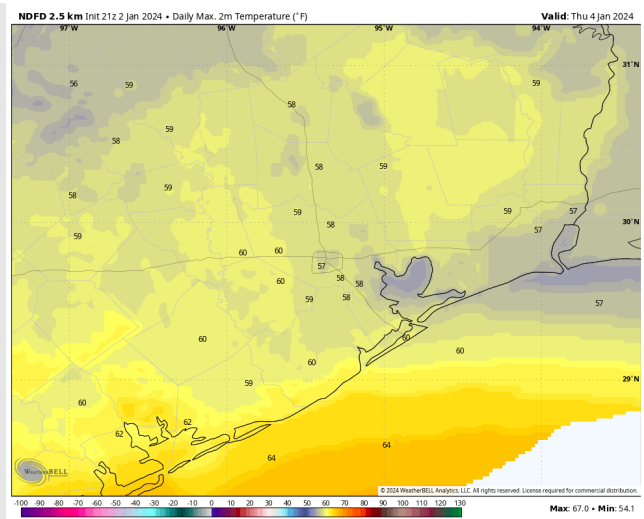 NDFD 2.5 km Init 21z 2 Jan 2024 • Daily Max. 2m Temperature (°F) Valid: Thu 4 Jan 2024
97°W 96°W 95°W 94°W
31°N
56 59 59
58
59
58
58 59
59
58
59 59 57
58 57
59 30°N
60 60
57
60 58 58
59 58 57
60 60
60
60
59 29°N
60
62 62
64
64
WEATHERBELL
© 2024 WeatherBELL Analytics, LLC. All rights reserved. License required for commercial distribution.
-100 -90 -80 -70 -60 -50 -40 -30 -20 -10 0 10 20 30 40 50 60 70 80 90 100 110 120 130
Max: 67.0 • Min: 54.1